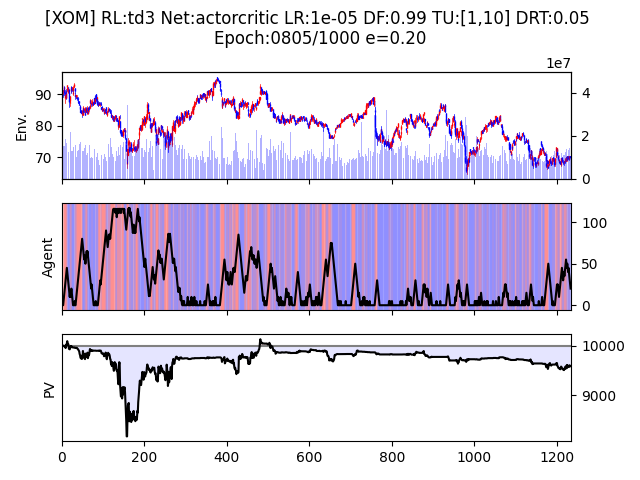 [XOM] RL:td3 Net:actorcritic LR:1e-05 DF:0.99 TU:[1,10] DRT:0.05
Epoch:0805/1000 e=0.20
1e7
Env.
90
80
70
4
2
0
Agent
100
50
0
PV
10000
9000
0 200 400 600 800 1000 1200